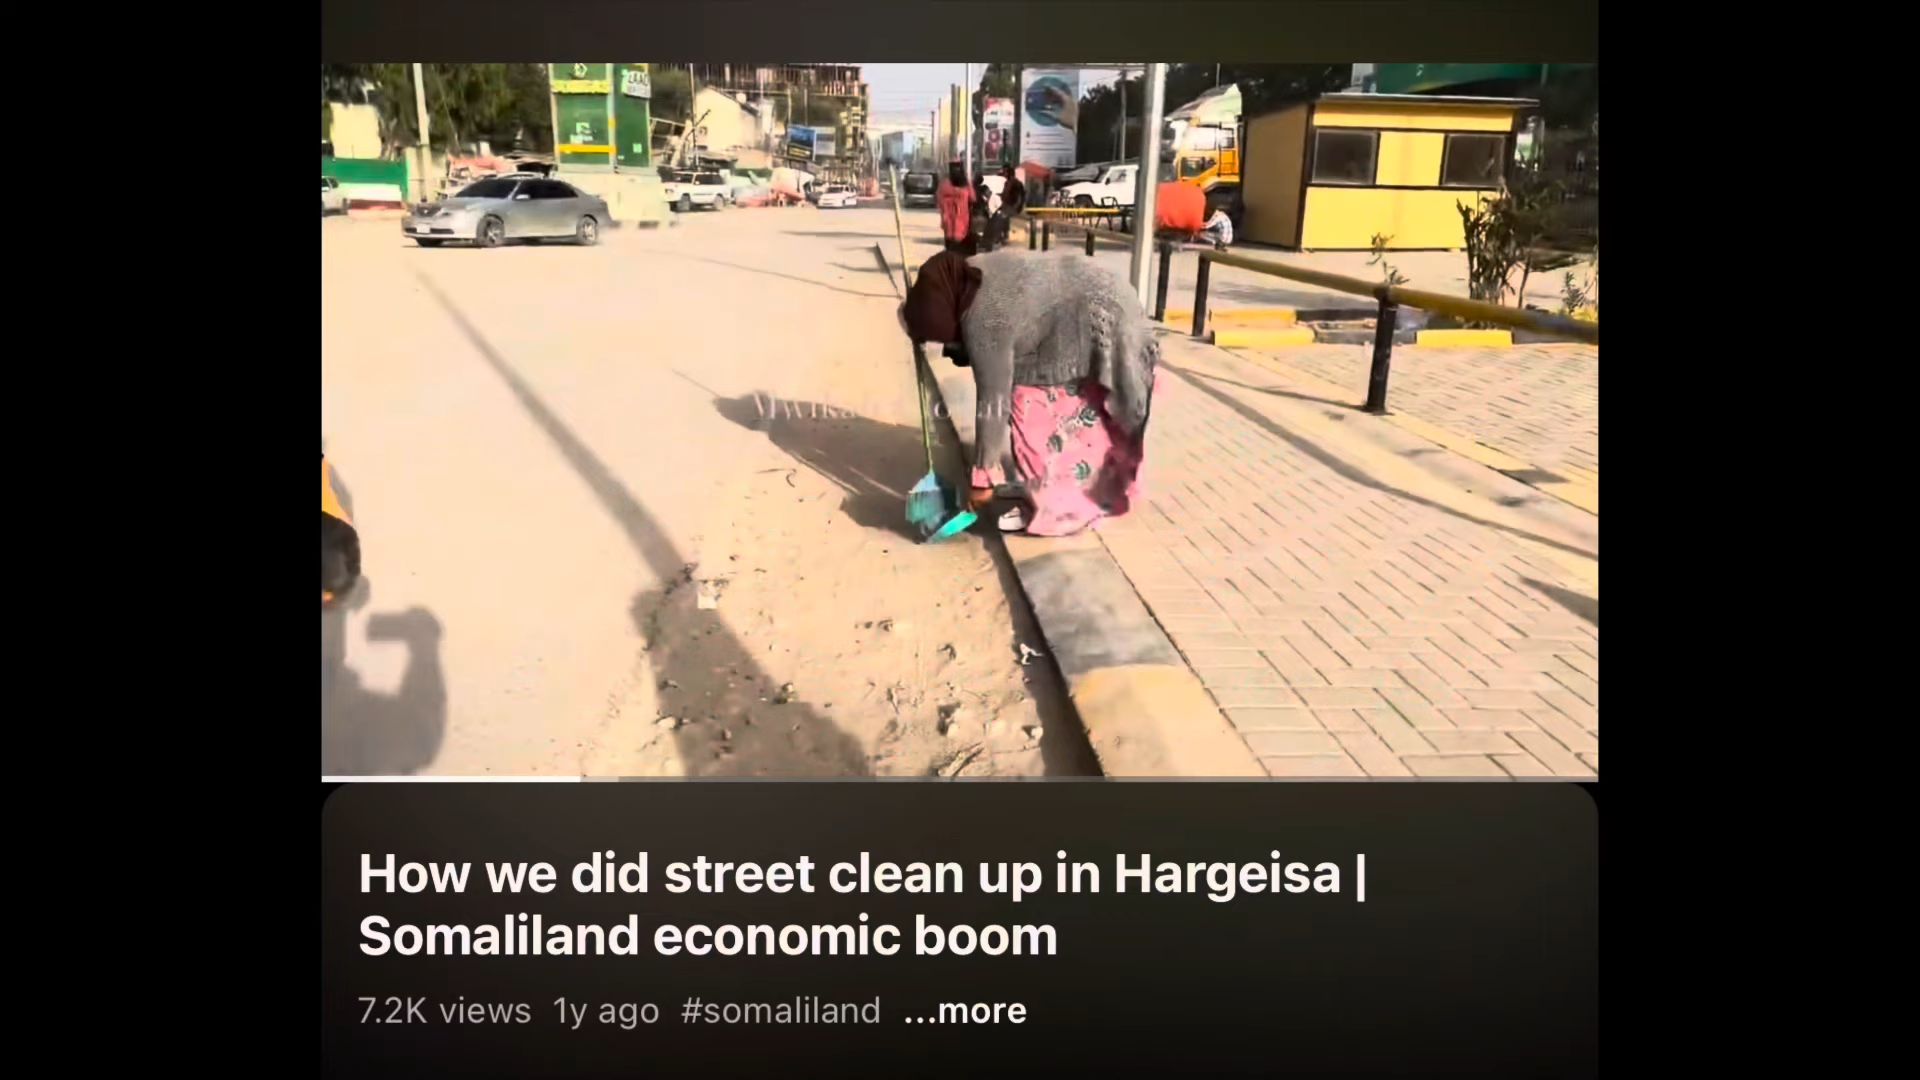 How we did street clean up in Hargeisa |
Somaliland economic boom
7.2K views 1y ago #somaliland ...more